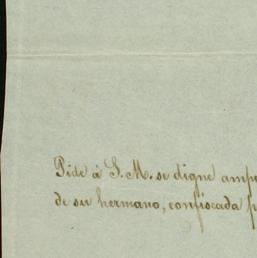 Pide á S. M. se digne amp
de su hermano, confiscada p